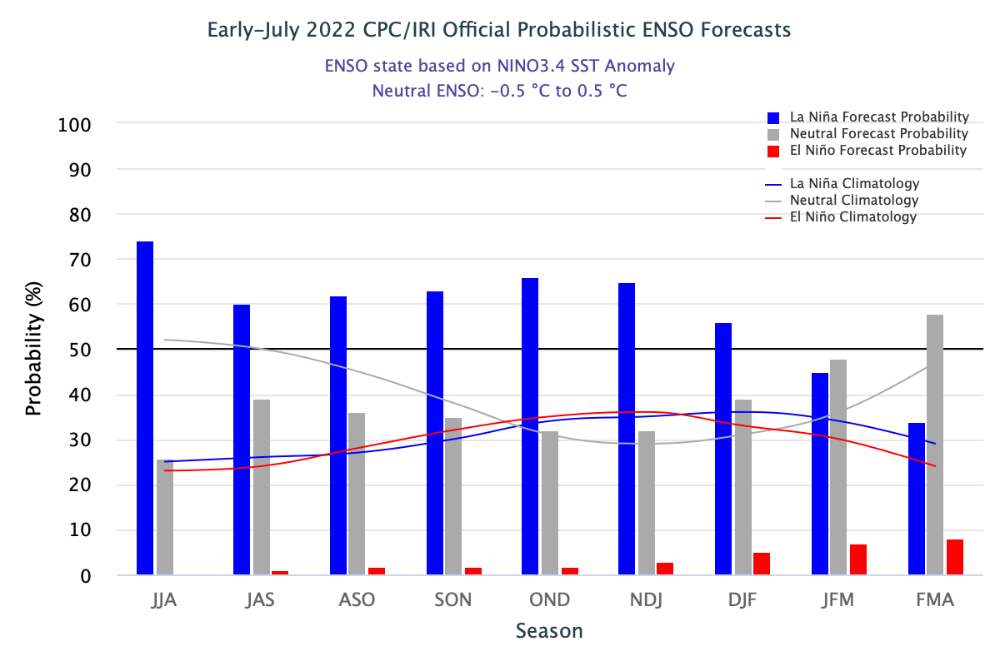 Early–July 2022 CPC/IRI Official Probabilistic ENSO Forecasts
ENSO state based on NINO3.4 SST Anomaly
Neutral ENSO: −0.5 °C to 0.5 °C
La Niña Forecast Probability
Neutral Forecast Probability
El Niño Forecast Probability
La Niña Climatology
Neutral Climatology
El Niño Climatology
Probability (%)
100
90
80
70
60
50
40
30
20
10
0
JJA JAS ASO SON OND NDJ DJF JFM FMA
Season